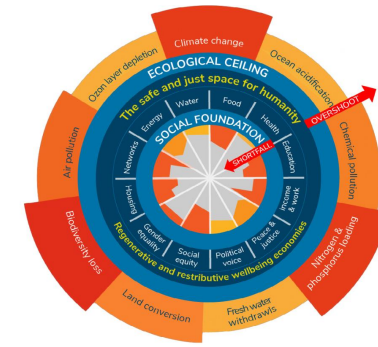 Climate change
Ozone layer depletion
Ocean acidification
ECOLOGICAL CEILING
The safe and just space for humanity
OVERSHOOT
Air pollution
Chemical pollution
Water
Food
Energy
Health
SOCIAL FOUNDATION
SHORTFALL
Networks
Education
Housing
Income
& work
Gender
equality
Peace &
justice
Social
equity
Political
voice
Regenerative and restributive wellbeing economies
Biodiversity loss
Nitrogen &
phosphorus loading
Land conversion
Fresh water
withdrawls